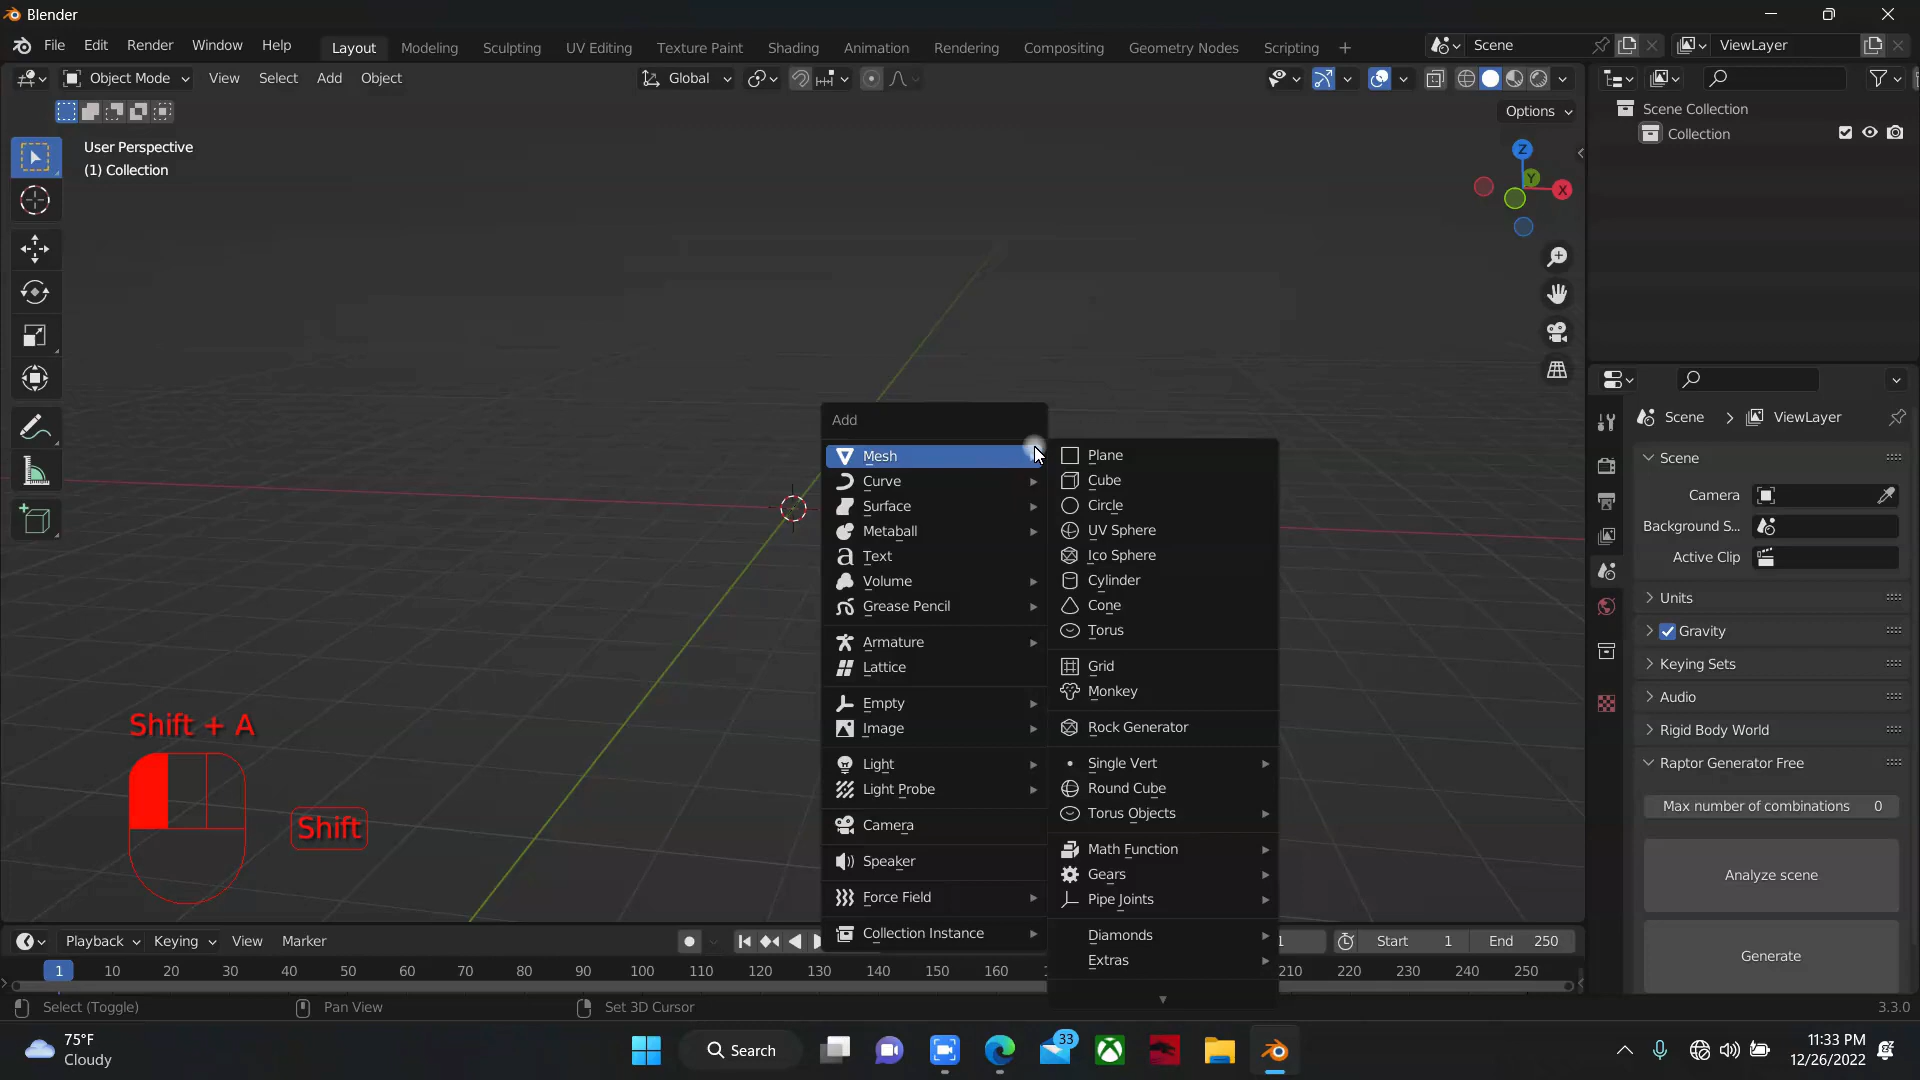 Blender
File Edit Render Window Help Layout Modeling Sculpting UV Editing Texture Paint Shading Animation Rendering Compositing Geometry Nodes Scripting + Scene ViewLayer
Object Mode View Select Add Object Global
Options
User Perspective
(1) Collection
Z
Y
X
Scene Collection
Collection
Add
Mesh
Curve
Surface
Metaball
Text
Volume
Grease Pencil
Armature
Lattice
Empty
Image
Light
Light Probe
Camera
Speaker
Force Field
Collection Instance
Plane
Cube
Circle
UV Sphere
Ico Sphere
Cylinder
Cone
Torus
Grid
Monkey
Rock Generator
Single Vert
Round Cube
Torus Objects
Math Function
Gears
Pipe Joints
Diamonds
Extras
Shift + A
Shift
Scene > ViewLayer
Scene
Camera
Background S...
Active Clip
Units
Gravity
Keying Sets
Audio
Rigid Body World
Raptor Generator Free
Max number of combinations 0
Analyze scene
Generate
Playback Keying View Marker 1 Start 1 End 250
1 10 20 30 40 50 60 70 80 90 100 110 120 130 140 150 160 210 220 230 240 250
Select (Toggle) Pan View Set 3D Cursor 3.3.0
75°F
Cloudy
Search
33
11:33 PM
12/26/2022